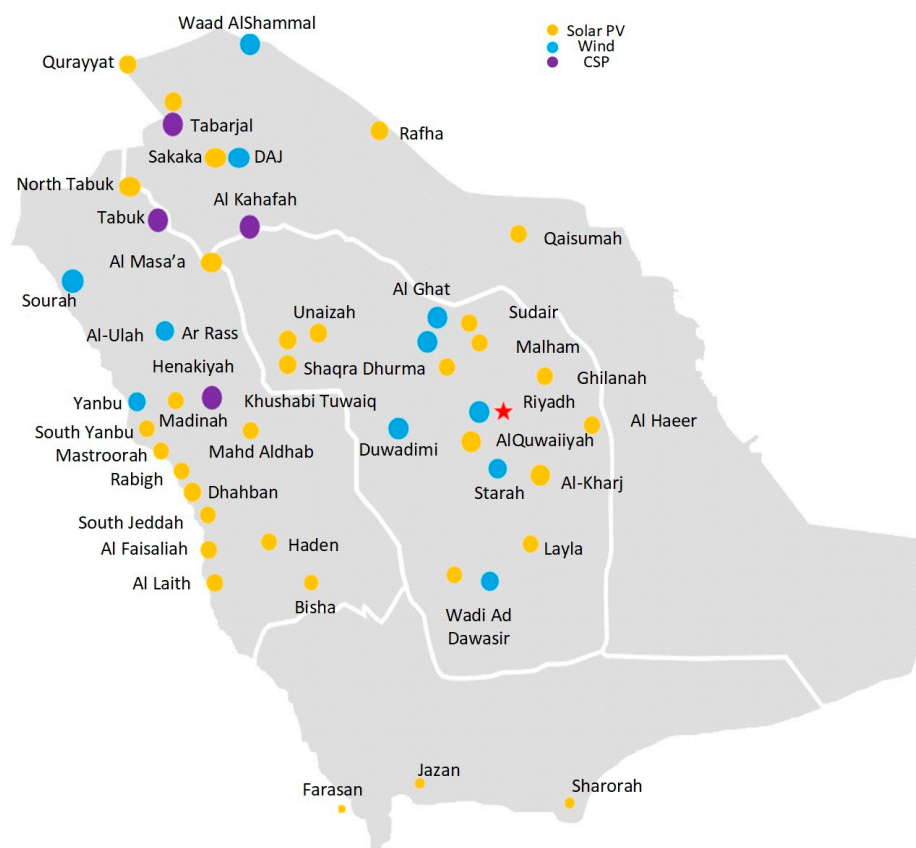 Waad AlShammal
Solar PV
Wind
CSP
Qurayyat
Tabarjal
Rafha
Sakaka
DAJ
North Tabuk
Al Kahafah
Tabuk
Qaisumah
Al Masa’a
Sourah
Al Ghat
Unaizah
Sudair
Al-Ulah
Ar Rass
Malham
Henakiyah
Shaqra Dhurma
Ghilanah
Yanbu
Khushabi Tuwaiq
Riyadh
Al Haeer
Madinah
South Yanbu
Mahd Aldhab
Duwadimi
AlQuwaiiyah
Mastroorah
Rabigh
Starah
Al-Kharj
Dhahban
South Jeddah
Al Faisaliah
Haden
Layla
Al Laith
Bisha
Wadi Ad
Dawasir
Jazan
Farasan
Sharorah